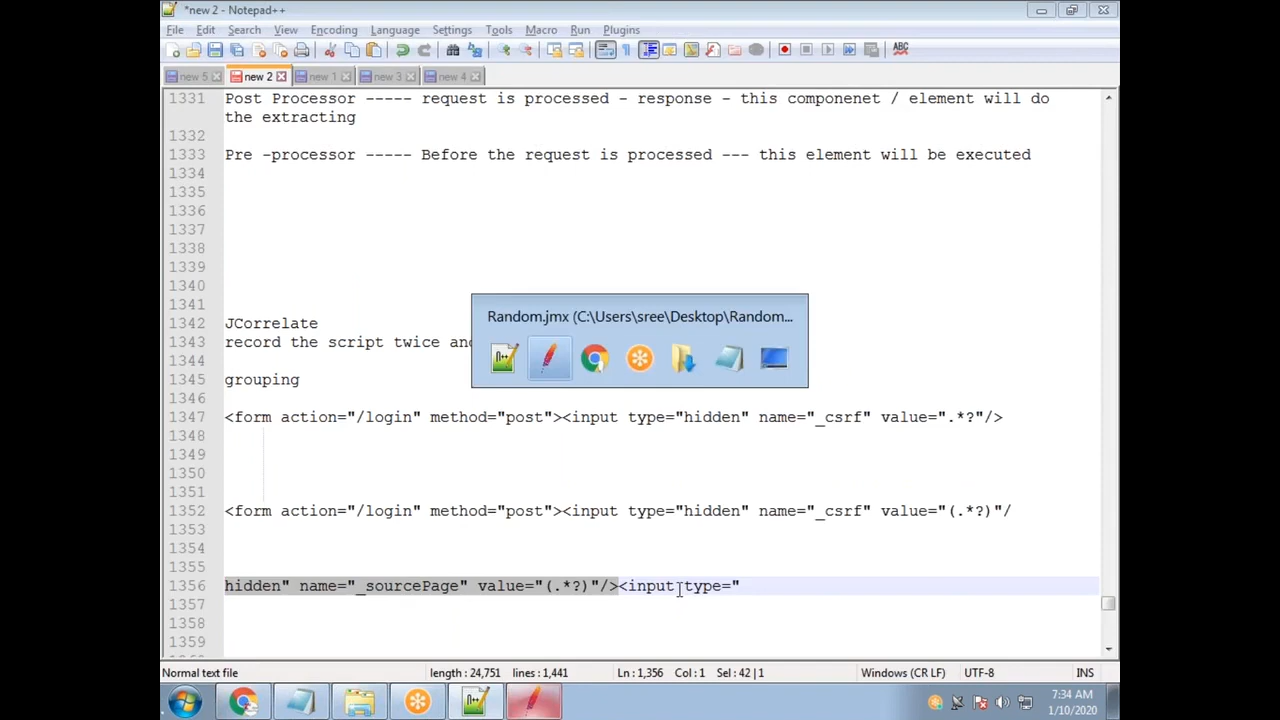 *new 2 - Notepad++
File Edit Search View Encoding Language Settings Tools Macro Run Plugins
ABC
new 5 new 2 new 1 new 3 new 4
1331 Post Processor ----- request is processed - response - this componenet / element will do
the extracting
1332
1333 Pre -processor ----- Before the request is processed --- this element will be executed
1334
1335
1336
1337
1338
1339
1340
1341
Random.jmx (C:\Users\sree\Desktop\Random...
1342 JCorrelate
1343 record the script twice and
1344
1345 grouping
1346
1347 <form action="/login" method="post"><input type="hidden" name="_csrf" value=".*?"/>
1348
1349
1350
1351
1352 <form action="/login" method="post"><input type="hidden" name="_csrf" value="(.*?)"/
1353
1354
1355
1356 hidden" name="_sourcePage" value="(.*?)"/><input type="
1357
1358
1359
Normal text file length : 24,751 lines : 1,441 Ln : 1,356 Col : 1 Sel : 42 | 1 Windows (CR LF) UTF-8 INS
7:34 AM
1/10/2020